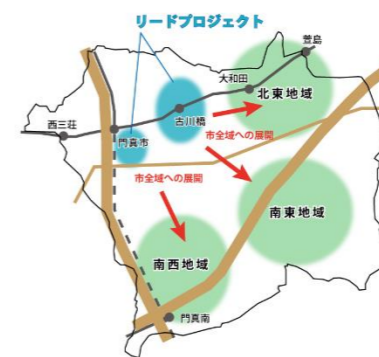 リードプロジェクト
萱島
大和田
北東地域
古川橋
西三荘
門真市
市全域への展開
市全域への展開
南東地域
南西地域
門真南